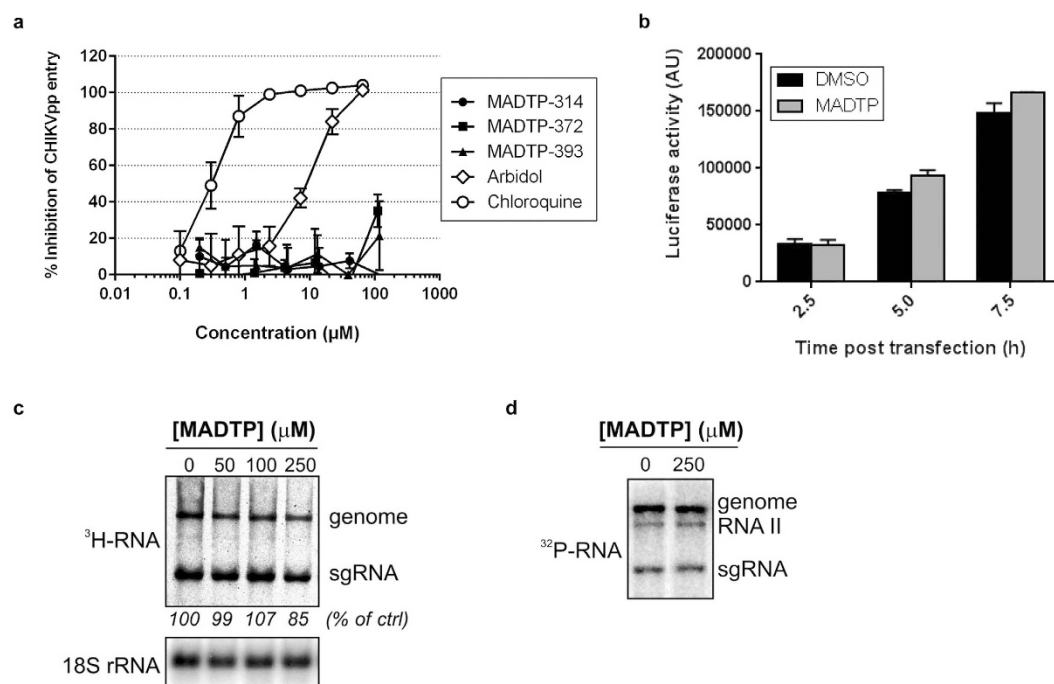 a
% Inhibition of CHIKVpp entry
120
100
80
60
40
20
0
0.01 0.1 1 10 100 1000
Concentration (µM)
MADTP-314
MADTP-372
MADTP-393
Arbidol
Chloroquine
b
Luciferase activity (AU)
200000
150000
100000
50000
0
DMSO
MADTP
2.5 5.0 7.5
Time post transfection (h)
c
[MADTP] (µM)
0 50 100 250
³H-RNA
genome
sgRNA
100 99 107 85 (% of ctrl)
18S rRNA
d
[MADTP] (µM)
0 250
³²P-RNA
genome
RNA II
sgRNA